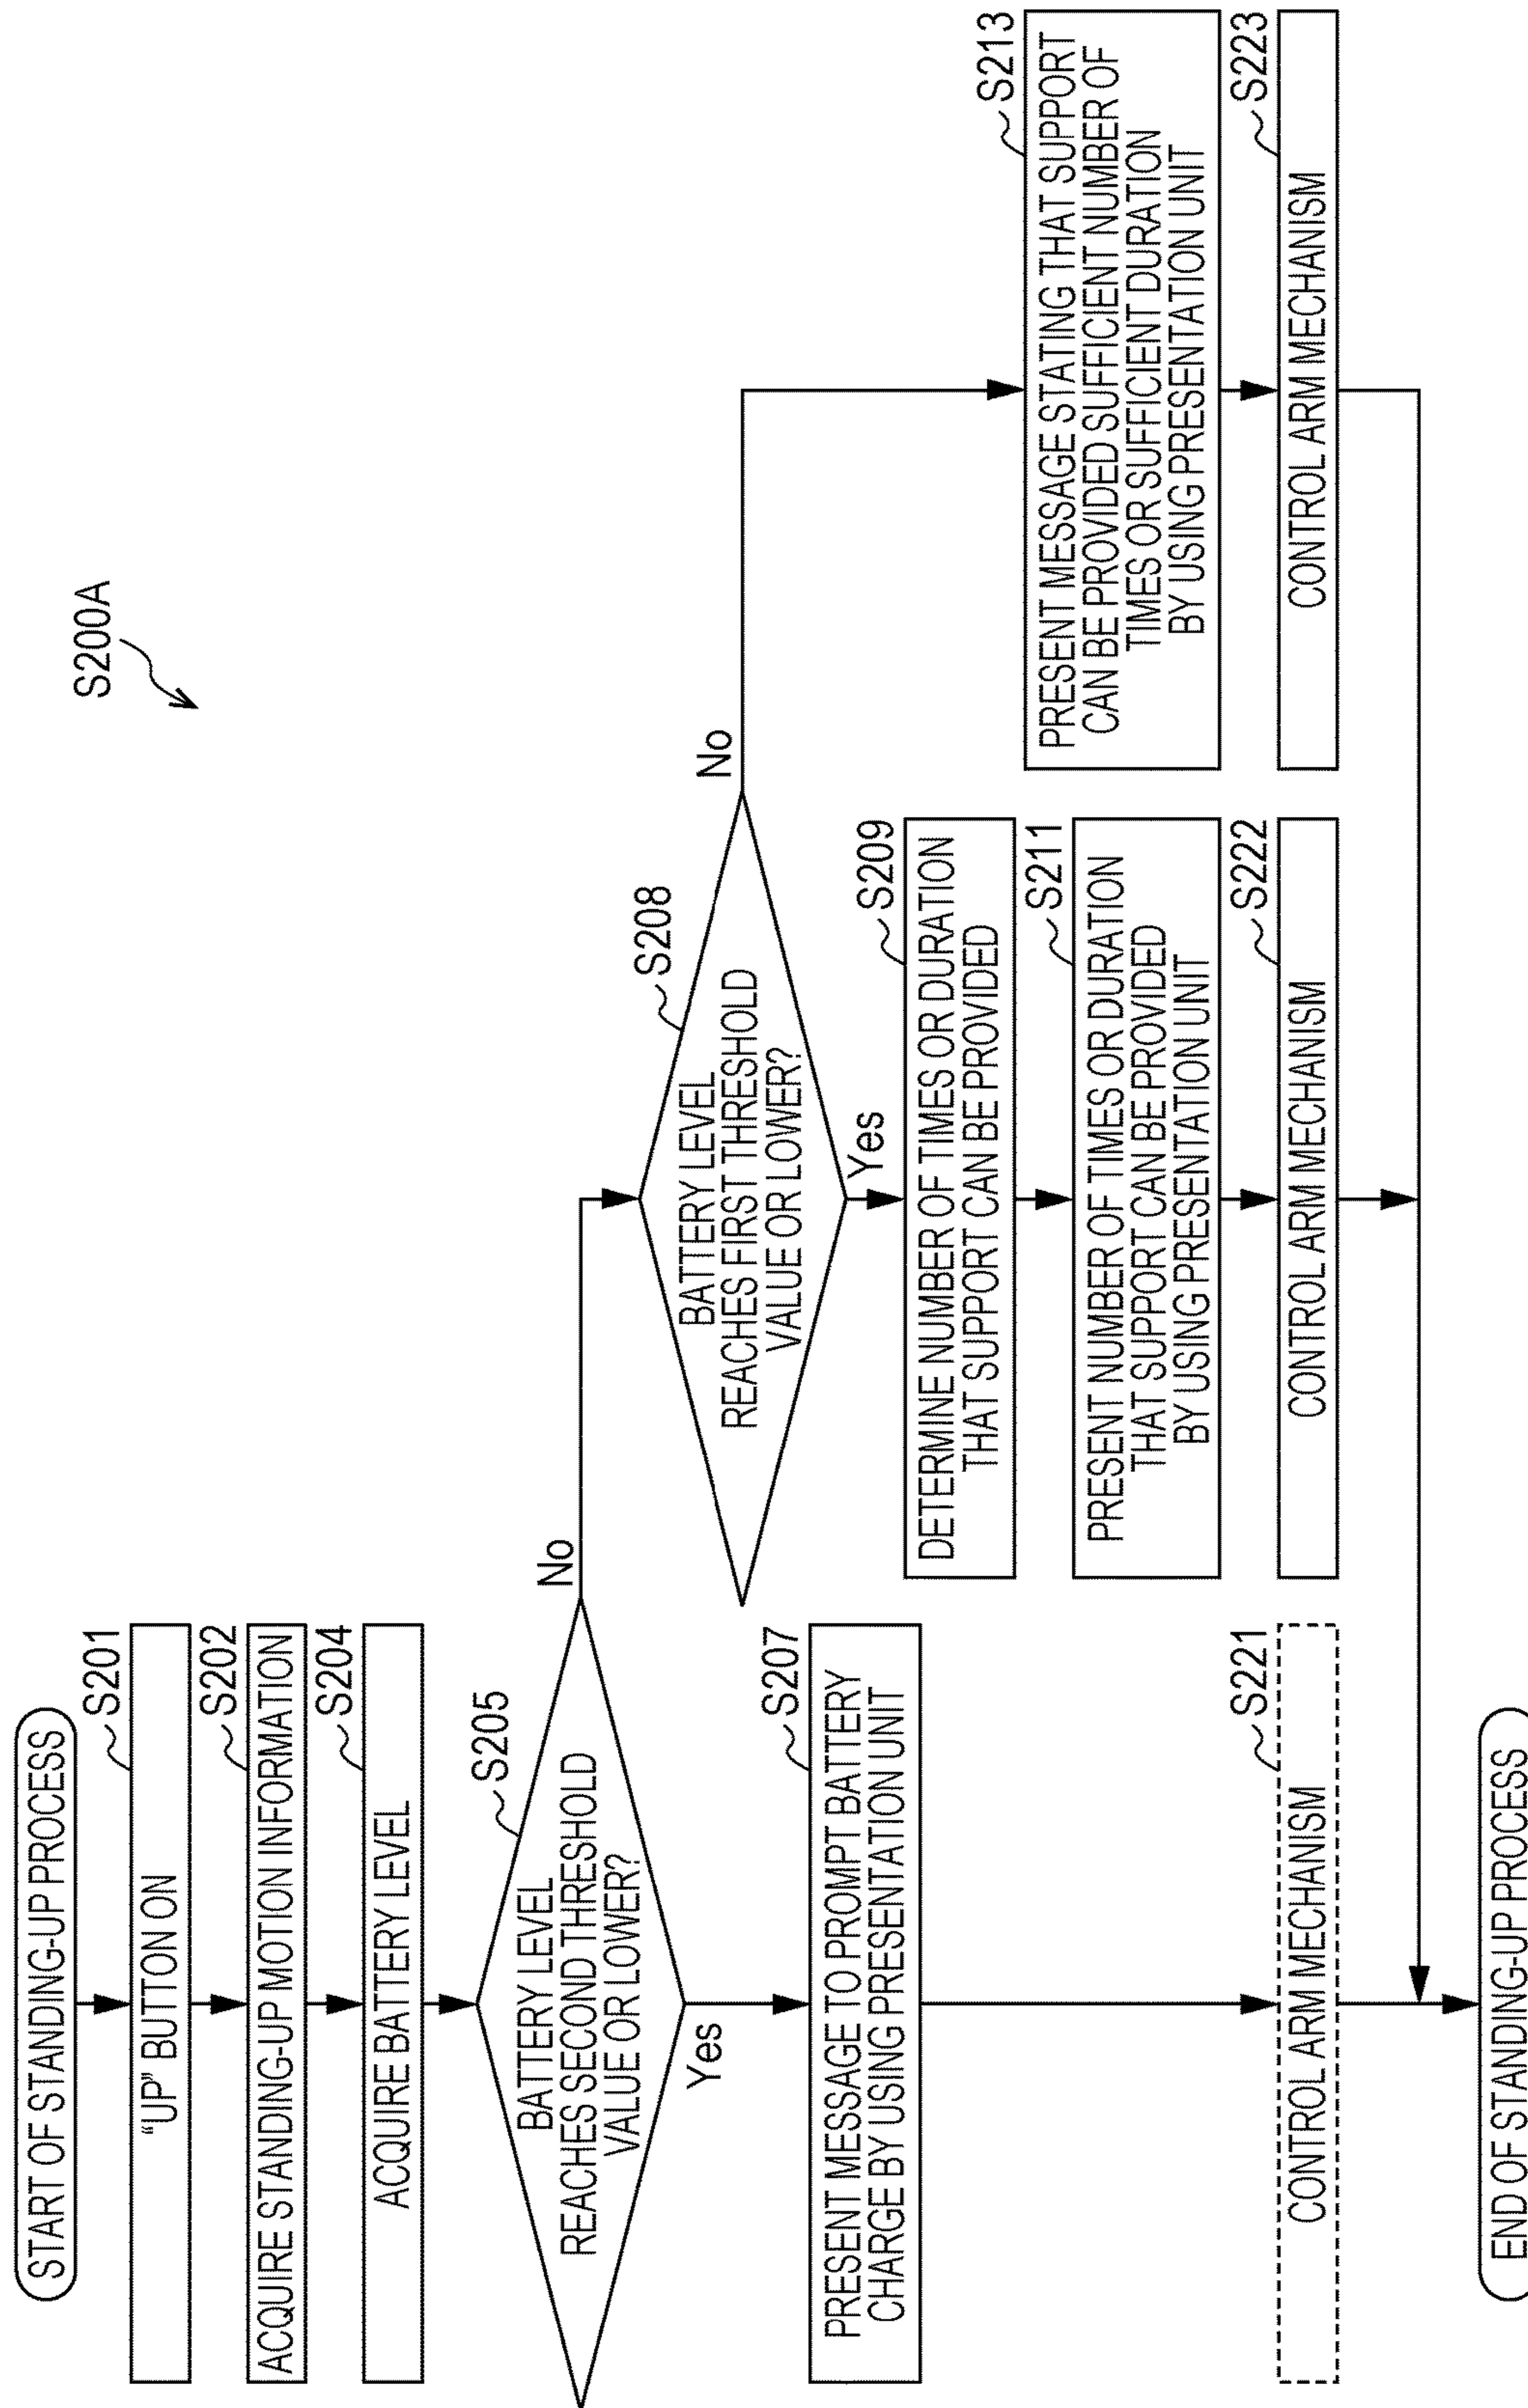 S200A
START OF STANDING-UP PROCESS
S201
“UP” BUTTON ON
S202
ACQUIRE STANDING-UP MOTION INFORMATION
S204
ACQUIRE BATTERY LEVEL
S205
BATTERY LEVEL
REACHES SECOND THRESHOLD
VALUE OR LOWER?
No
Yes
S207
PRESENT MESSAGE TO PROMPT BATTERY
CHARGE BY USING PRESENTATION UNIT
S221
CONTROL ARM MECHANISM
S208
BATTERY LEVEL
REACHES FIRST THRESHOLD
VALUE OR LOWER?
No
Yes
S209
DETERMINE NUMBER OF TIMES OR DURATION
THAT SUPPORT CAN BE PROVIDED
S211
PRESENT NUMBER OF TIMES OR DURATION
THAT SUPPORT CAN BE PROVIDED
BY USING PRESENTATION UNIT
S222
CONTROL ARM MECHANISM
S213
PRESENT MESSAGE STATING THAT SUPPORT
CAN BE PROVIDED SUFFICIENT NUMBER OF
TIMES OR SUFFICIENT DURATION
BY USING PRESENTATION UNIT
S223
CONTROL ARM MECHANISM
END OF STANDING-UP PROCESS